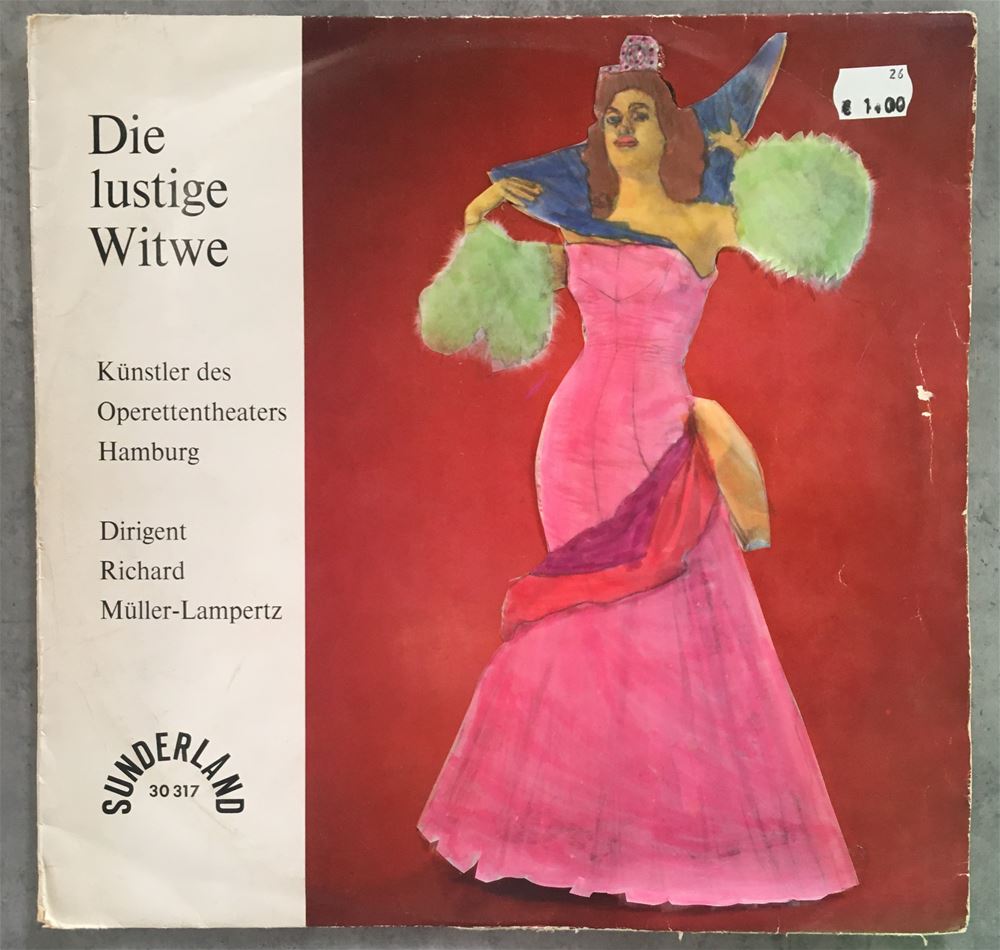 Die
lustige
Witwe
Künstler des
Operettentheaters
Hamburg
Dirigent
Richard
Müller-Lampertz
SUNDERLAND
30 317
26
€ 1.00